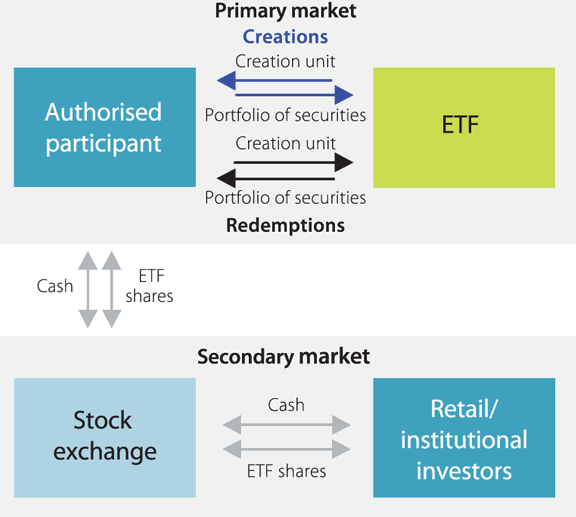 Primary market
Creations
Creation unit
Authorised
participant
Portfolio of securities
ETF
Creation unit
Portfolio of securities
Redemptions
Cash
ETF
shares
Secondary market
Stock
exchange
Cash
ETF shares
Retail/
institutional
investors